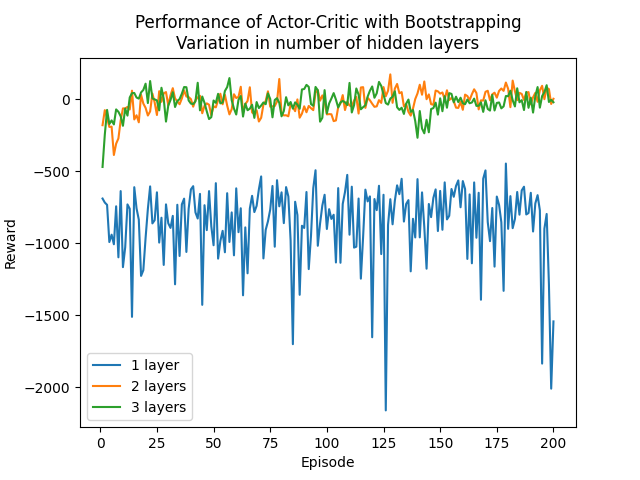 Performance of Actor-Critic with Bootstrapping
Variation in number of hidden layers
0
−500
−1000
−1500
−2000
Reward
1 layer
2 layers
3 layers
0 25 50 75 100 125 150 175 200
Episode